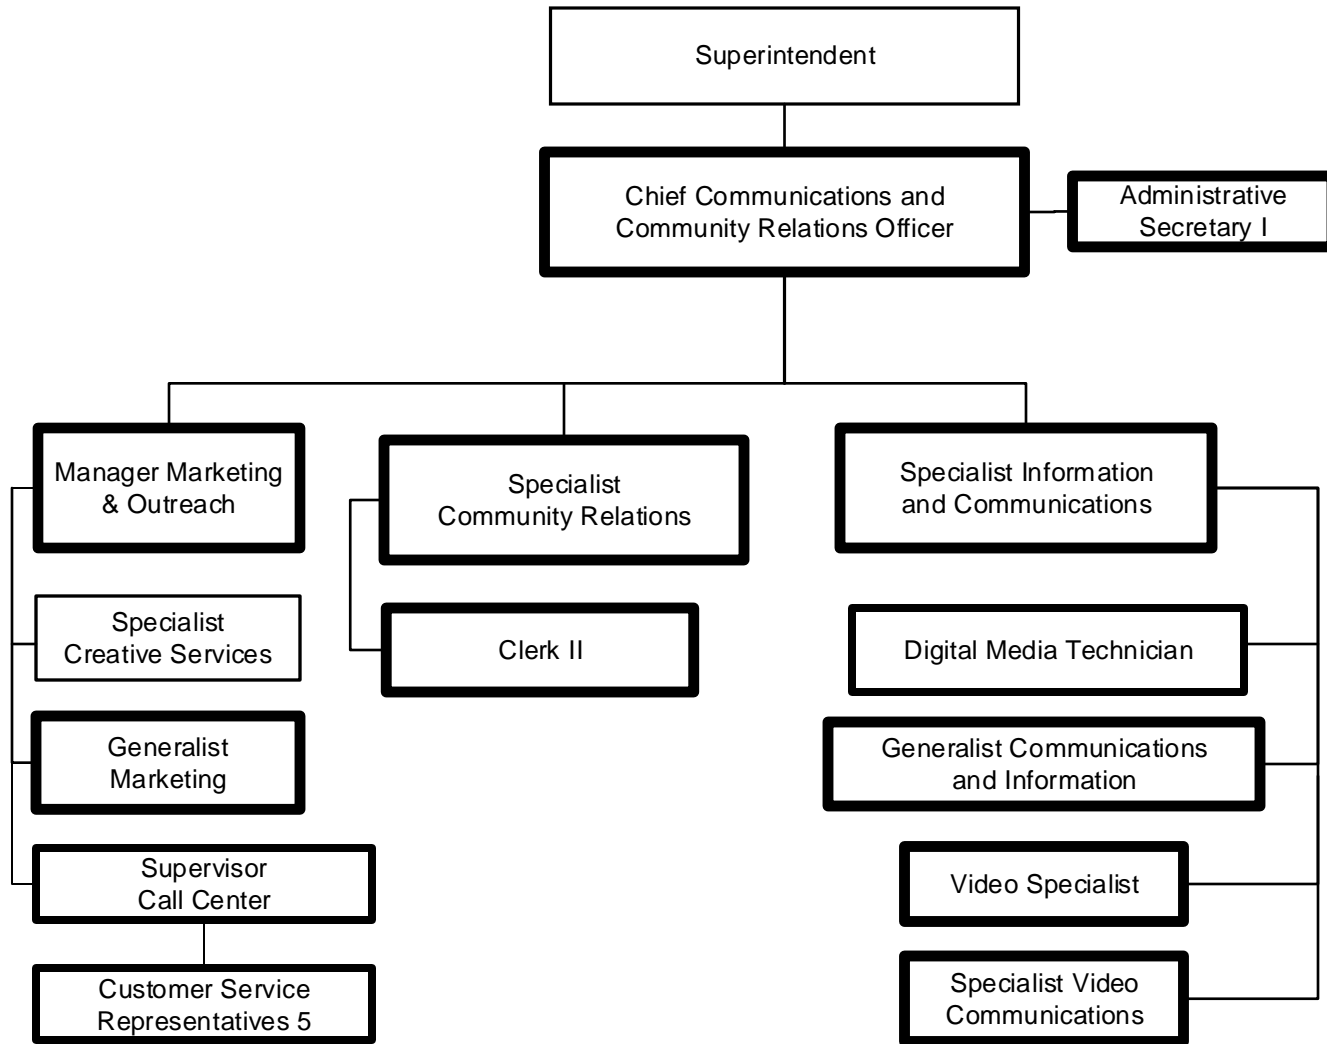 Superintendent
Chief Communications and
Community Relations Officer
Administrative
Secretary I
Manager Marketing
& Outreach
Specialist
Community Relations
Specialist Information
and Communications
Specialist
Creative Services
Clerk II
Digital Media Technician
Generalist
Marketing
Generalist Communications
and Information
Supervisor
Call Center
Video Specialist
Customer Service
Representatives 5
Specialist Video
Communications